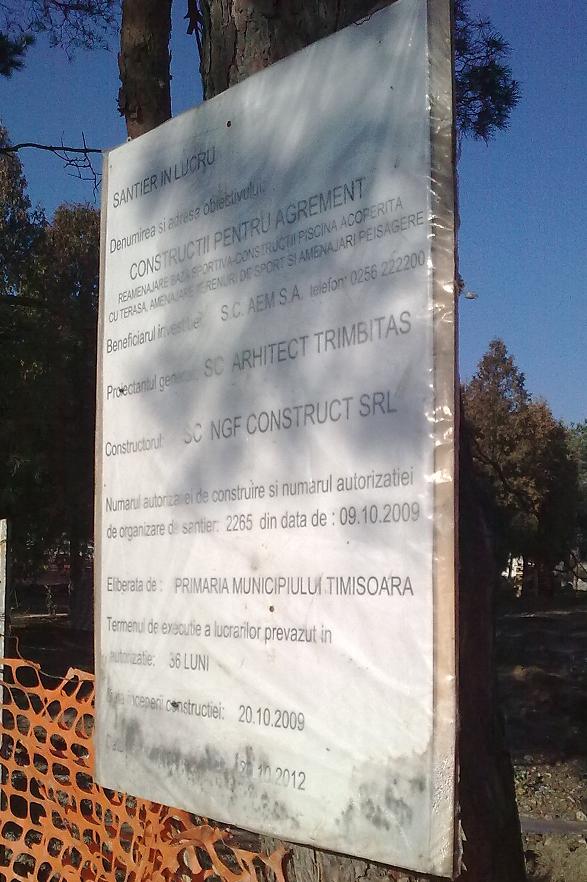 SANTIER IN LUCRU
Denumirea si adresa obiectivului:
CONSTRUCTII PENTRU AGREMENT
REAMENAJARE BAZA SPORTIVA-CONSTRUCTII PISCINA ACOPERITA
CU TERASA, AMENAJARE TERENURI DE SPORT SI AMENAJARI PEISAGERE
Beneficiarul investitiei: S.C. AEM S.A. telefon: 0256 222200
Proiectantul general: SC ARHITECT TRIMBITAS
Constructorul: SC NGF CONSTRUCT SRL
Numarul autorizatiei de construire si numarul autorizatiei
de organizare de santier: 2265 din data de : 09.10.2009
Eliberata de : PRIMARIA MUNICIPIULUI TIMISOARA
Termenul de executie a lucrarilor prevazut in
autorizatie: 36 LUNI
inceperii constructiei: 20.10.2009
10.2012